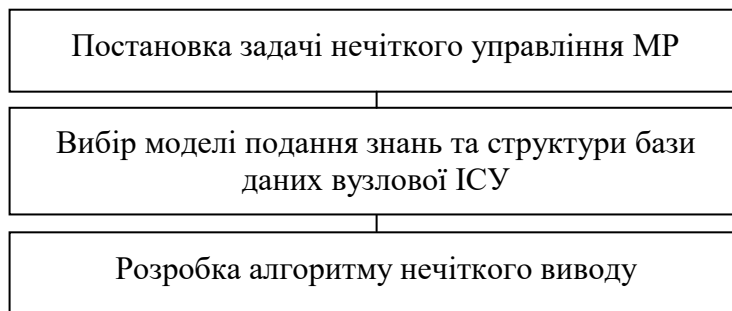 Постановка задачі нечіткого управління МР
Вибір моделі подання знань та структури бази
даних вузлової ІСУ
Розробка алгоритму нечіткого виводу